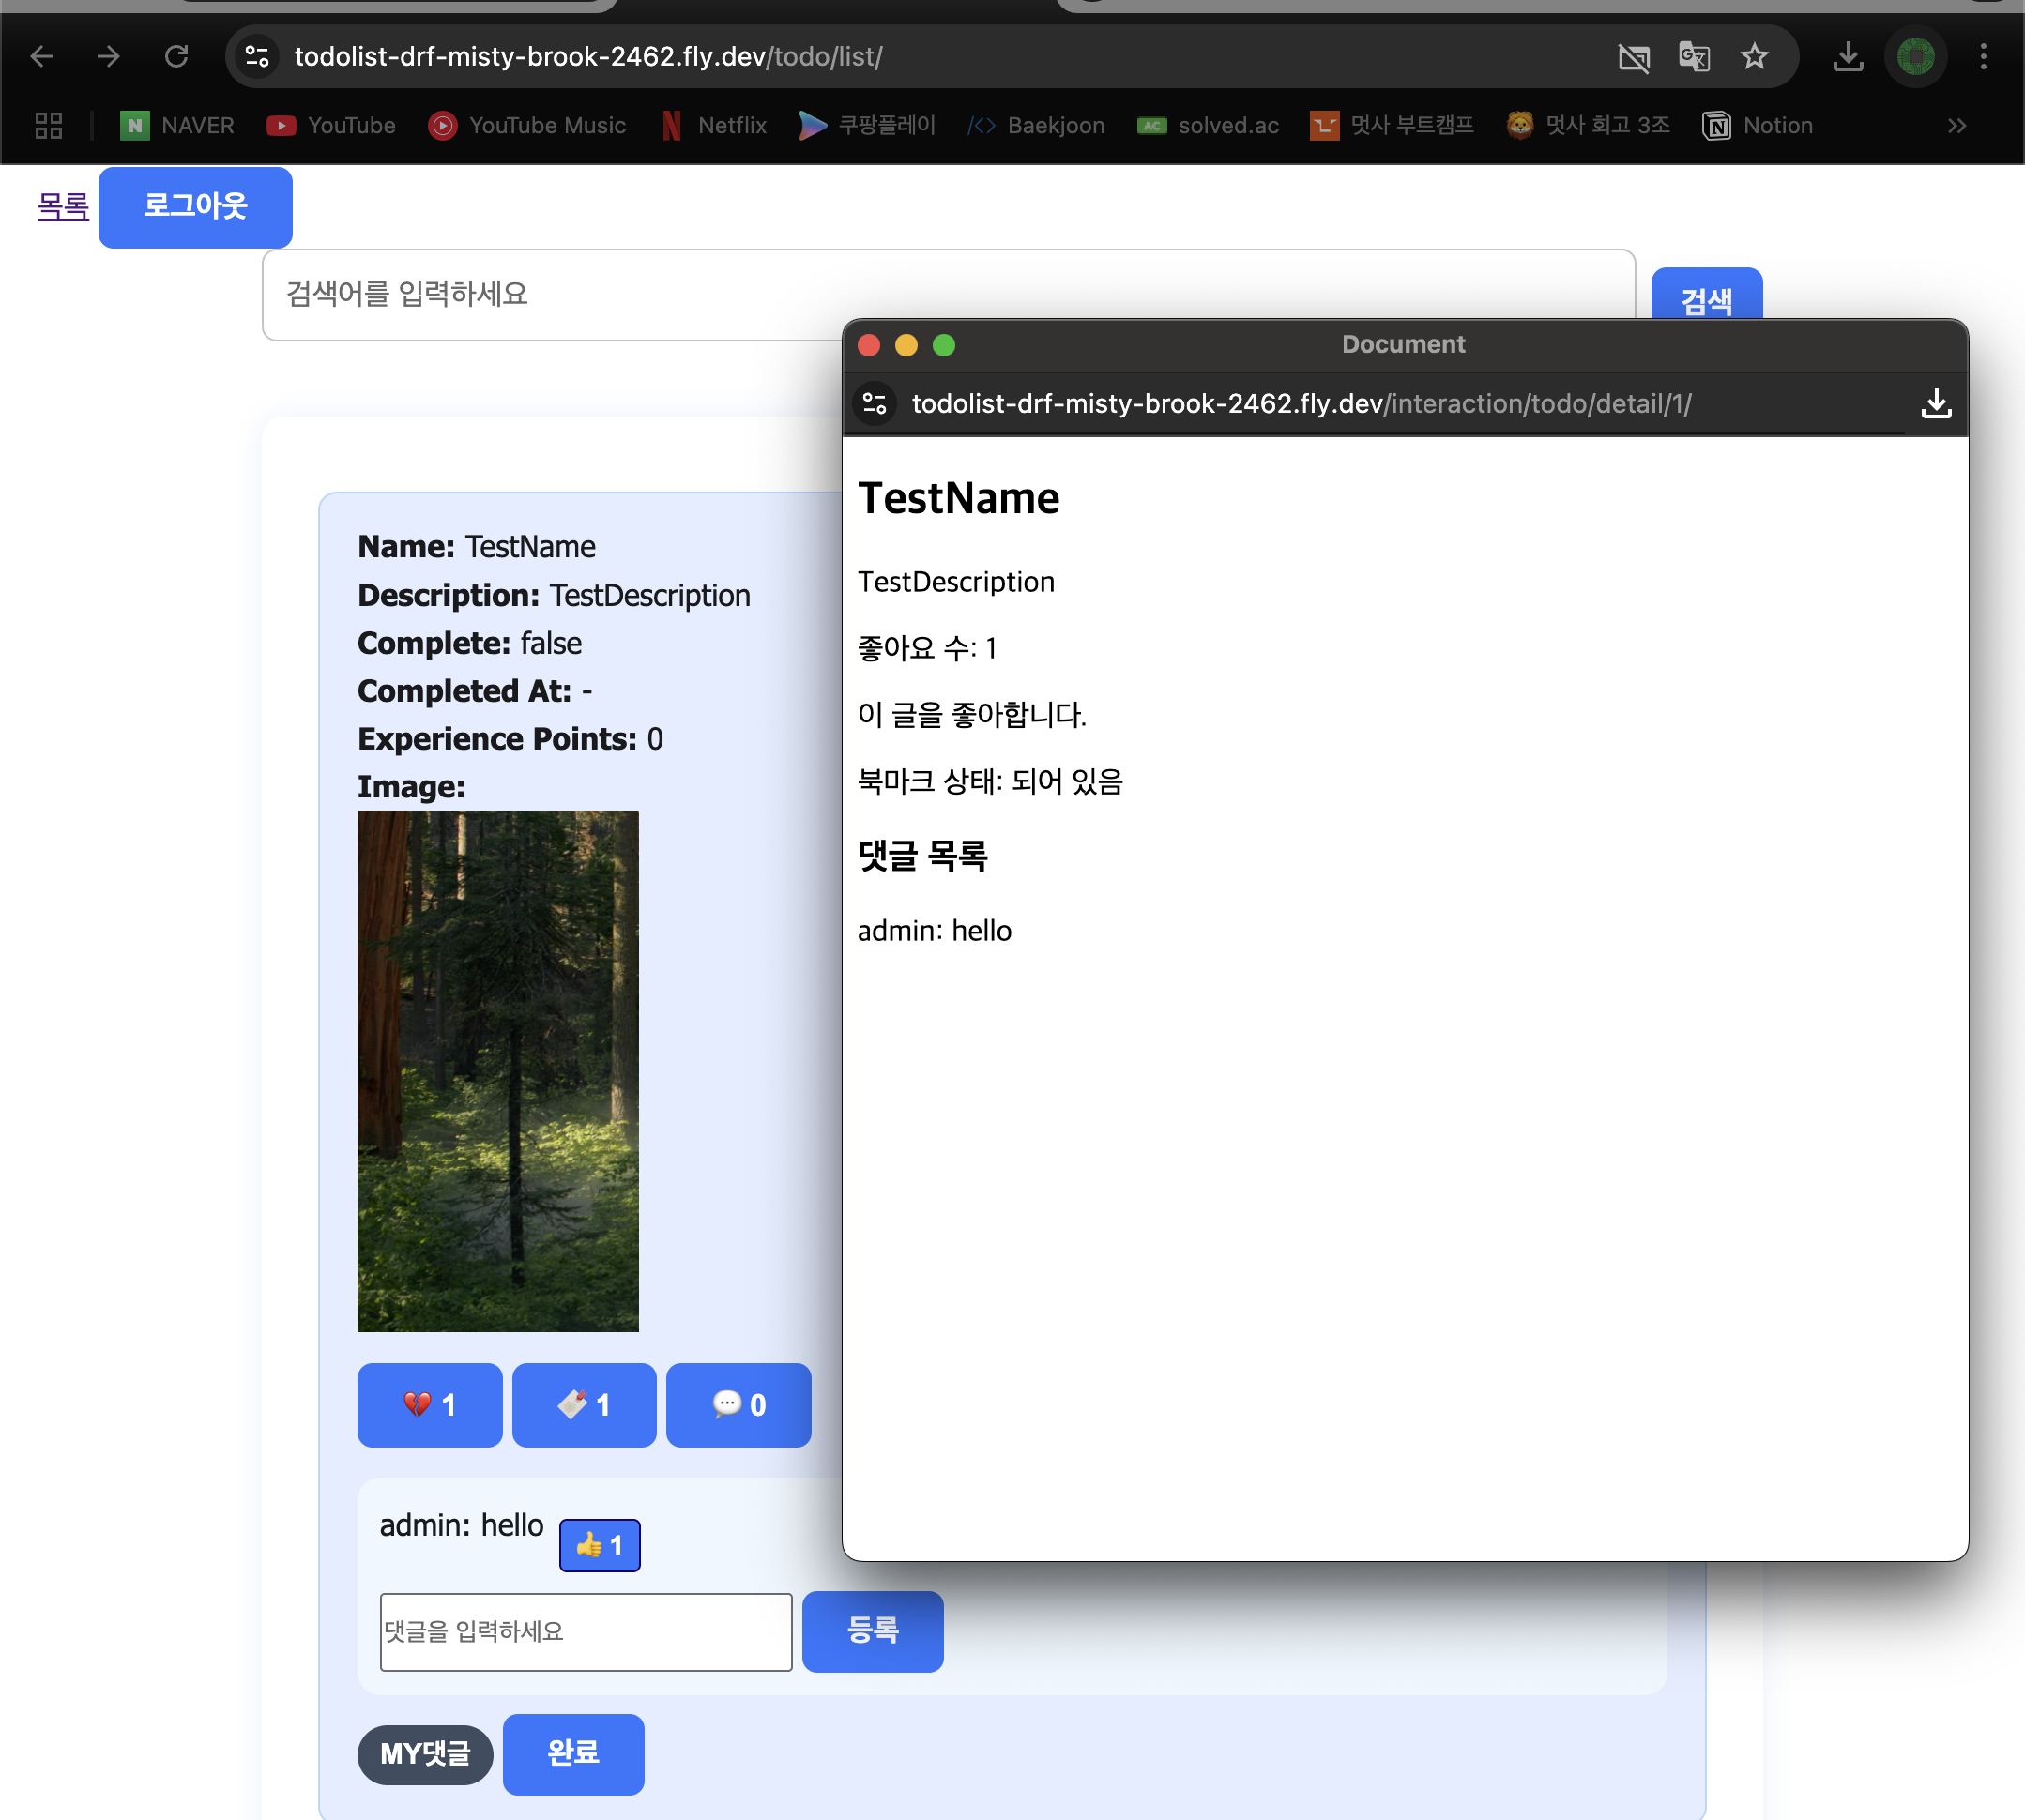 todolist-drf-misty-brook-2462.fly.dev/todo/list/
NAVER YouTube YouTube Music Netflix 쿠팡플레이 Baekjoon solved.ac 멋사 부트캠프 멋사 회고 3조 Notion
목록 로그아웃
검색어를 입력하세요 검색
Name: TestName
Description: TestDescription
Complete: false
Completed At: -
Experience Points: 0
Image:
💔 1 🔖 1 💬 0
admin: hello 👍 1
댓글을 입력하세요 등록
MY댓글 완료
Document
todolist-drf-misty-brook-2462.fly.dev/interaction/todo/detail/1/
TestName
TestDescription
좋아요 수: 1
이 글을 좋아합니다.
북마크 상태: 되어 있음
댓글 목록
admin: hello